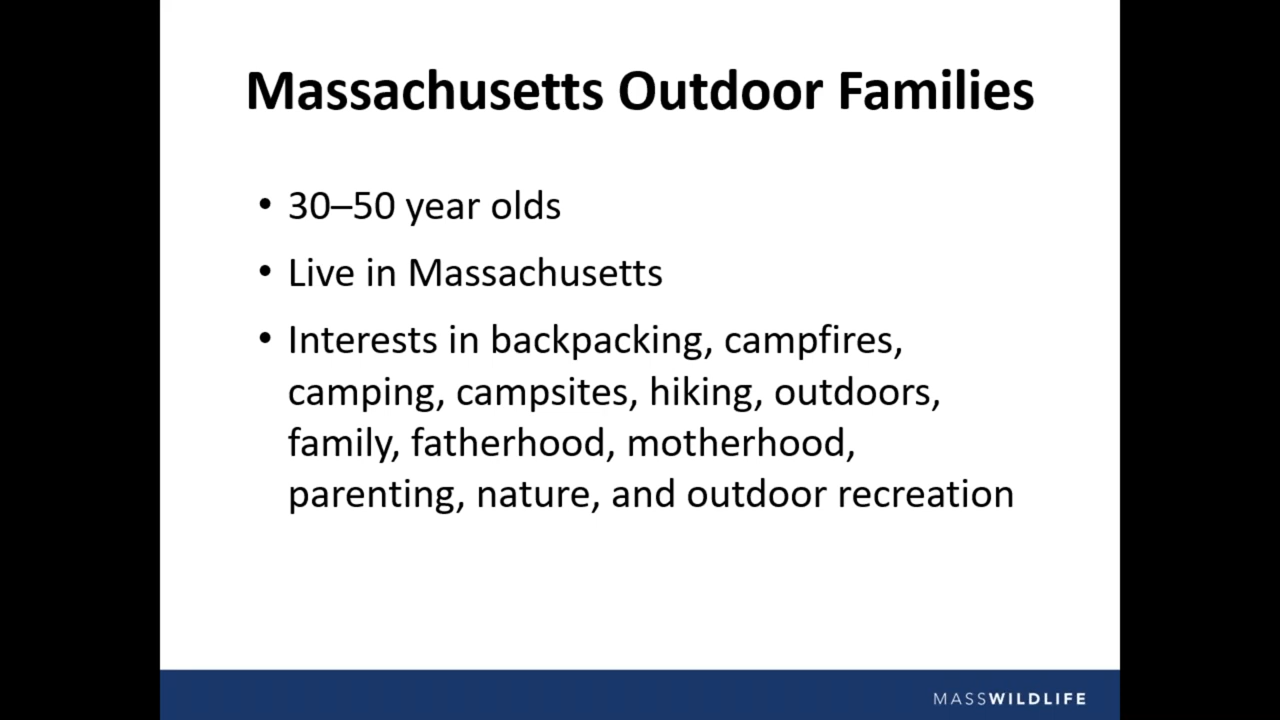 Massachusetts Outdoor Families
• 30–50 year olds
• Live in Massachusetts
• Interests in backpacking, campfires,
camping, campsites, hiking, outdoors,
family, fatherhood, motherhood,
parenting, nature, and outdoor recreation
MASSWILDLIFE